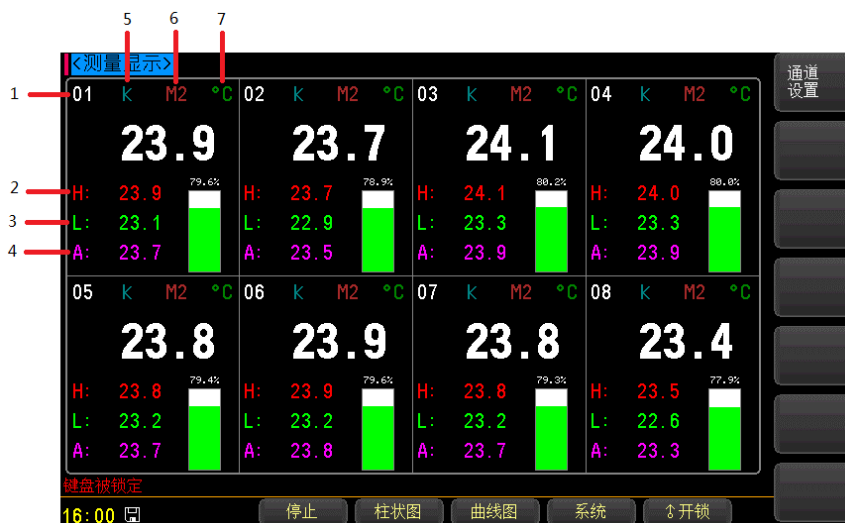 5 6 7
<测量显示>
通道
设置
1 2 3 4
01 K M2 °C 02 K M2 °C 03 K M2 °C 04 K M2 °C
23.9 23.7 24.1 24.0
79.6% 78.9% 80.2% 80.0%
H: 23.9 H: 23.7 H: 24.1 H: 24.0
L: 23.1 L: 22.9 L: 23.3 L: 23.3
A: 23.7 A: 23.5 A: 23.9 A: 23.9
05 K M2 °C 06 K M2 °C 07 K M2 °C 08 K M2 °C
23.8 23.9 23.8 23.4
79.4% 79.6% 79.3% 77.9%
H: 23.8 H: 23.9 H: 23.8 H: 23.5
L: 23.2 L: 23.2 L: 23.2 L: 22.6
A: 23.7 A: 23.8 A: 23.7 A: 23.3
键盘被锁定
16:00 停止 柱状图 曲线图 系统 ⇕开锁